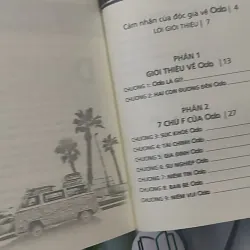 Cảm nhận của độc giả về Odo | 4
LỜI GIỚI THIỆU | 7
PHẦN 1
GIỚI THIỆU VỀ Odo | 13
CHƯƠNG 1: Odo LÀ GÌ?
CHƯƠNG 2: HAI CON ĐƯỜNG ĐẾN Odo
PHẦN 2
7 CHỮ F CỦA Odo | 27
CHƯƠNG 3: SỨC KHỎE Odo
CHƯƠNG 4: TÀI CHÍNH Odo
CHƯƠNG 5: GIA ĐÌNH Odo
CHƯƠNG 6: SỰ NGHIỆP Odo
CHƯƠNG 7: NIỀM TIN Odo
CHƯƠNG 8: BẠN BÈ Odo
CHƯƠNG 9: NIỀM VUI Odo